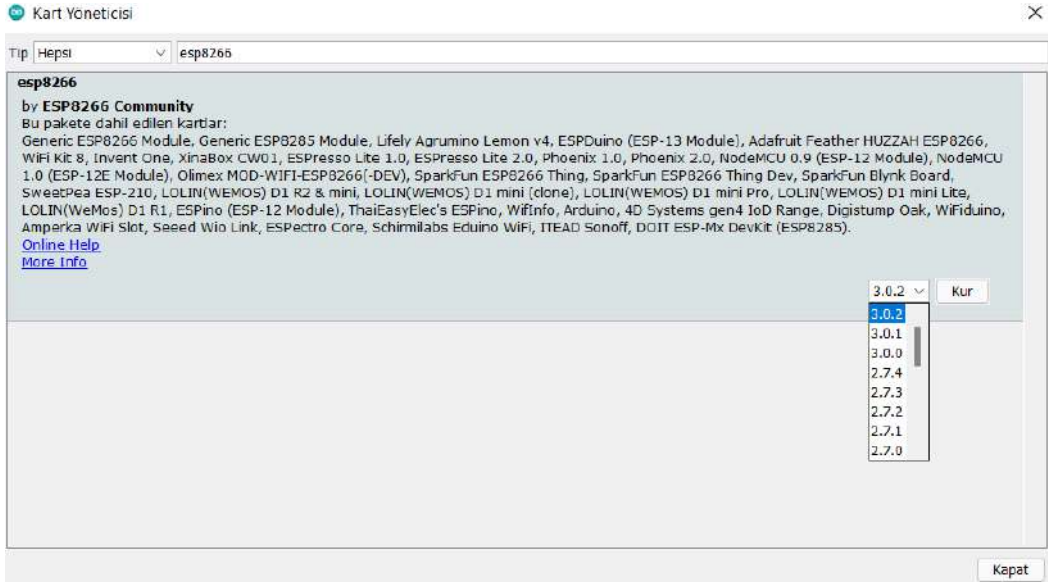 Kart Yöneticisi
Tip Hepsi esp8266
esp8266
by ESP8266 Community
Bu pakete dahil edilen kartlar:
Generic ESP8266 Module, Generic ESP8285 Module, Lifely Agrumino Lemon v4, ESPDuino (ESP-13 Module), Adafruit Feather HUZZAH ESP8266,
WiFi Kit 8, Invent One, XinaBox CW01, ESPresso Lite 1.0, ESPresso Lite 2.0, Phoenix 1.0, Phoenix 2.0, NodeMCU 0.9 (ESP-12 Module), NodeMCU
1.0 (ESP-12E Module), Olimex MOD-WIFI-ESP8266(-DEV), SparkFun ESP8266 Thing, SparkFun ESP8266 Thing Dev, SparkFun Blynk Board,
SweetPea ESP-210, LOLIN(WEMOS) D1 R2 & mini, LOLIN(WEMOS) D1 mini (clone), LOLIN(WEMOS) D1 mini Pro, LOLIN(WEMOS) D1 mini Lite,
LOLIN(WeMos) D1 R1, ESPino (ESP-12 Module), ThaiEasyElec's ESPino, WifInfo, Arduino, 4D Systems gen4 IoD Range, Digistump Oak, WiFiduino,
Amperka WiFi Slot, Seeed Wio Link, ESPectro Core, Schirmilabs Eduino WiFi, ITEAD Sonoff, DOIT ESP-Mx DevKit (ESP8285).
Online Help
More Info
3.0.2 Kur
3.0.2
3.0.1
3.0.0
2.7.4
2.7.3
2.7.2
2.7.1
2.7.0
Kapat